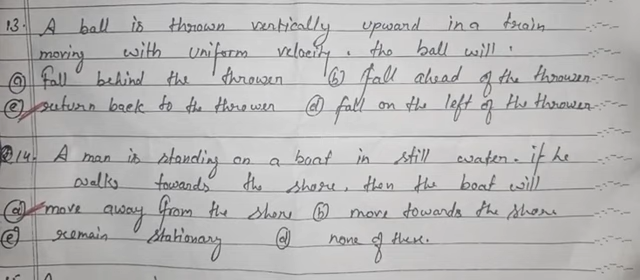 13. A ball is thrown vertically upward in a train
moving with uniform velocity, the ball will :
(a) Fall behind the thrower (b) fall ahead of the thrower
(c) return back to the thrower (d) fall on the left of the thrower
14. A man is standing on a boat in still water. if he
walks towards the shore, then the boat will
(a) move away from the shore (b) move towards the shore
(c) remain stationary (d) none of these.